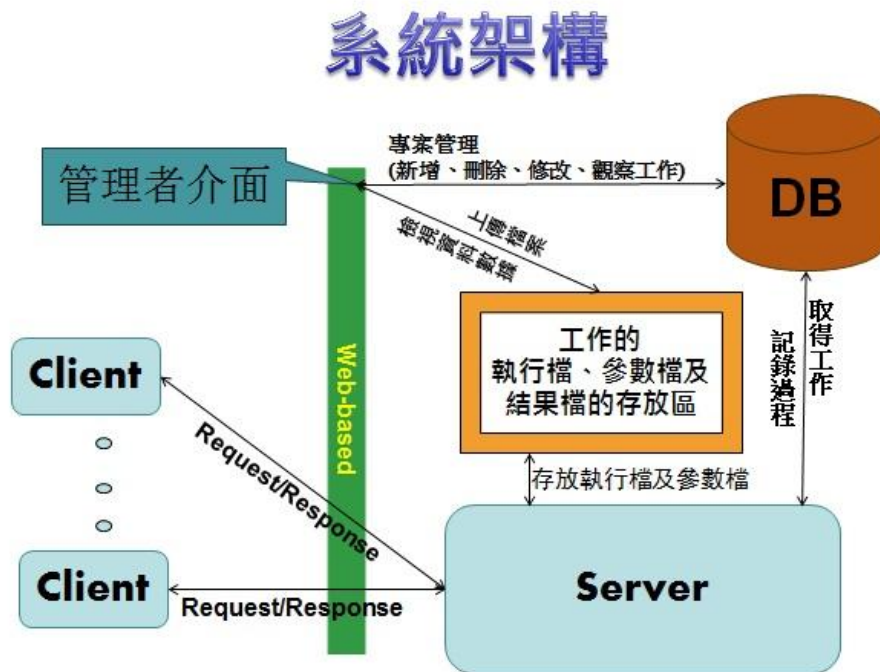 系統架構
管理者介面
專案管理
(新增、刪除、修改、觀察工作)
DB
上傳檔案
檢視資料數據
工作的
執行檔、參數檔及
結果檔的存放區
取得工作
記錄過程
Web-based
Client
Request/Response
存放執行檔及參數檔
Client
Request/Response
Server